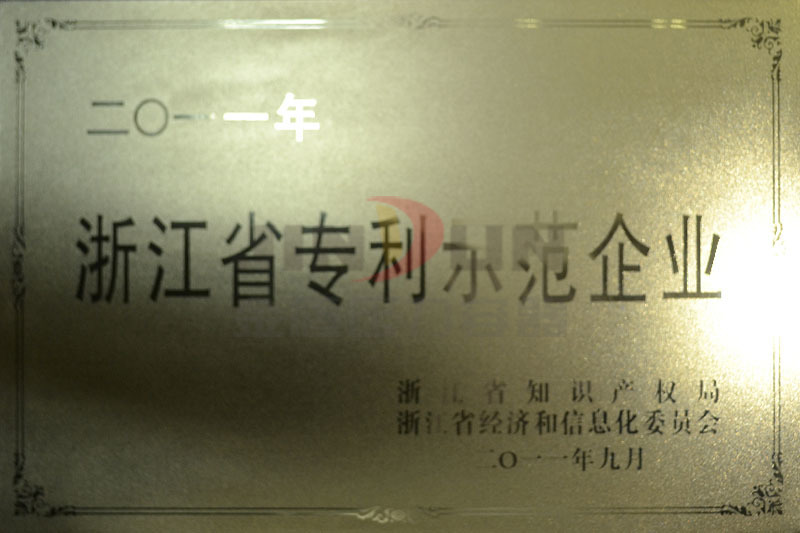 二〇一一年
浙江省专利示范企业
浙江省知识产权局
浙江省经济和信息化委员会
二〇一一年九月